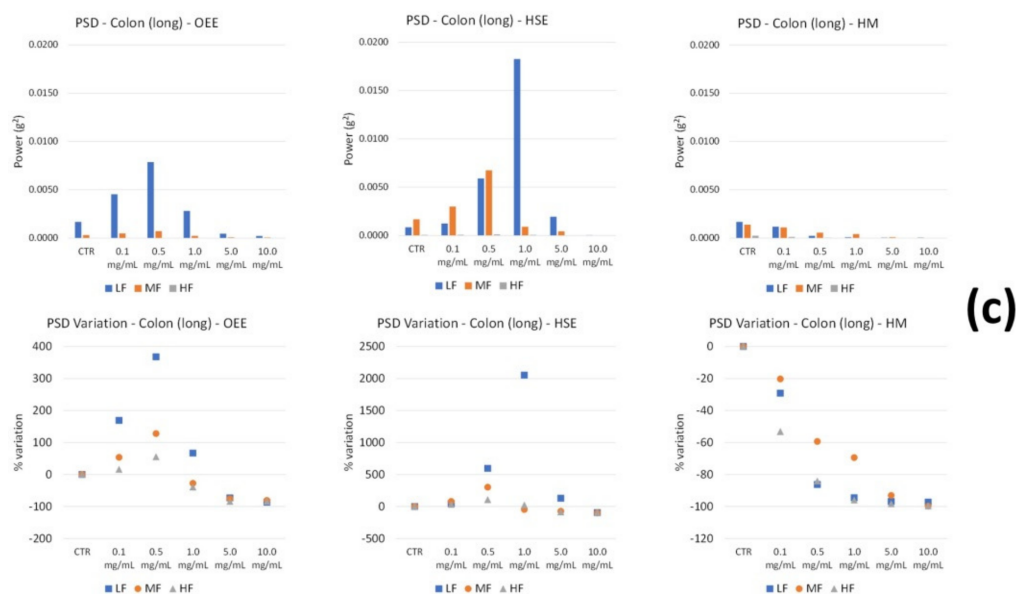 PSD - Colon (long) - OEE
Power (g²)
0.0200
0.0150
0.0100
0.0050
0.0000
CTR 0.1 0.5 1.0 5.0 10.0
mg/mL mg/mL mg/mL mg/mL mg/mL
LF MF HF
PSD - Colon (long) - HSE
Power (g²)
0.0200
0.0150
0.0100
0.0050
0.0000
CTR 0.1 0.5 1.0 5.0 10.0
mg/mL mg/mL mg/mL mg/mL mg/mL
LF MF HF
PSD - Colon (long) - HM
Power (g²)
0.0200
0.0150
0.0100
0.0050
0.0000
CTR 0.1 0.5 1.0 5.0 10.0
mg/mL mg/mL mg/mL mg/mL mg/mL
LF MF HF
(c)
PSD Variation - Colon (long) - OEE
% variation
400
300
200
100
0
-100
-200
CTR 0.1 0.5 1.0 5.0 10.0
mg/mL mg/mL mg/mL mg/mL mg/mL
LF MF HF
PSD Variation - Colon (long) - HSE
% variation
2500
2000
1500
1000
500
0
-500
CTR 0.1 0.5 1.0 5.0 10.0
mg/mL mg/mL mg/mL mg/mL mg/mL
LF MF HF
PSD Variation - Colon (long) - HM
% variation
0
-20
-40
-60
-80
-100
-120
CTR 0.1 0.5 1.0 5.0 10.0
mg/mL mg/mL mg/mL mg/mL mg/mL
LF MF HF